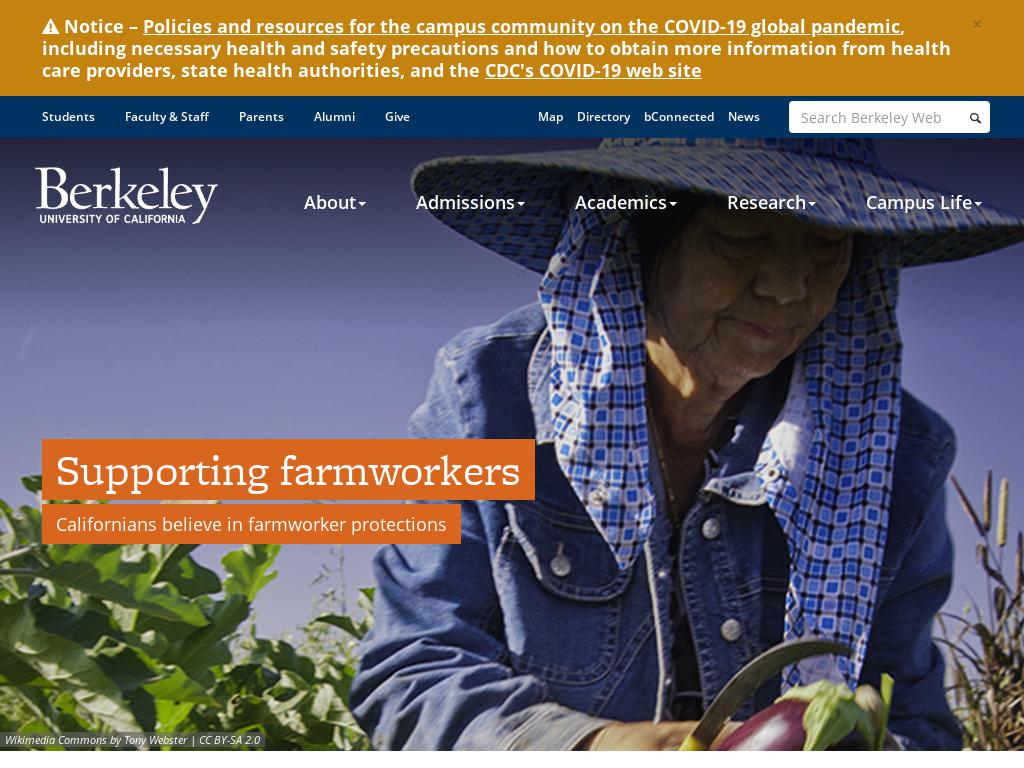 Notice – Policies and resources for the campus community on the COVID-19 global pandemic,
including necessary health and safety precautions and how to obtain more information from health
care providers, state health authorities, and the CDC's COVID-19 web site
×
Students Faculty & Staff Parents Alumni Give Map Directory bConnected News Search Berkeley Web
Berkeley
UNIVERSITY OF CALIFORNIA
About Admissions Academics Research Campus Life
Supporting farmworkers
Californians believe in farmworker protections
Wikimedia Commons by Tony Webster | CC BY-SA 2.0